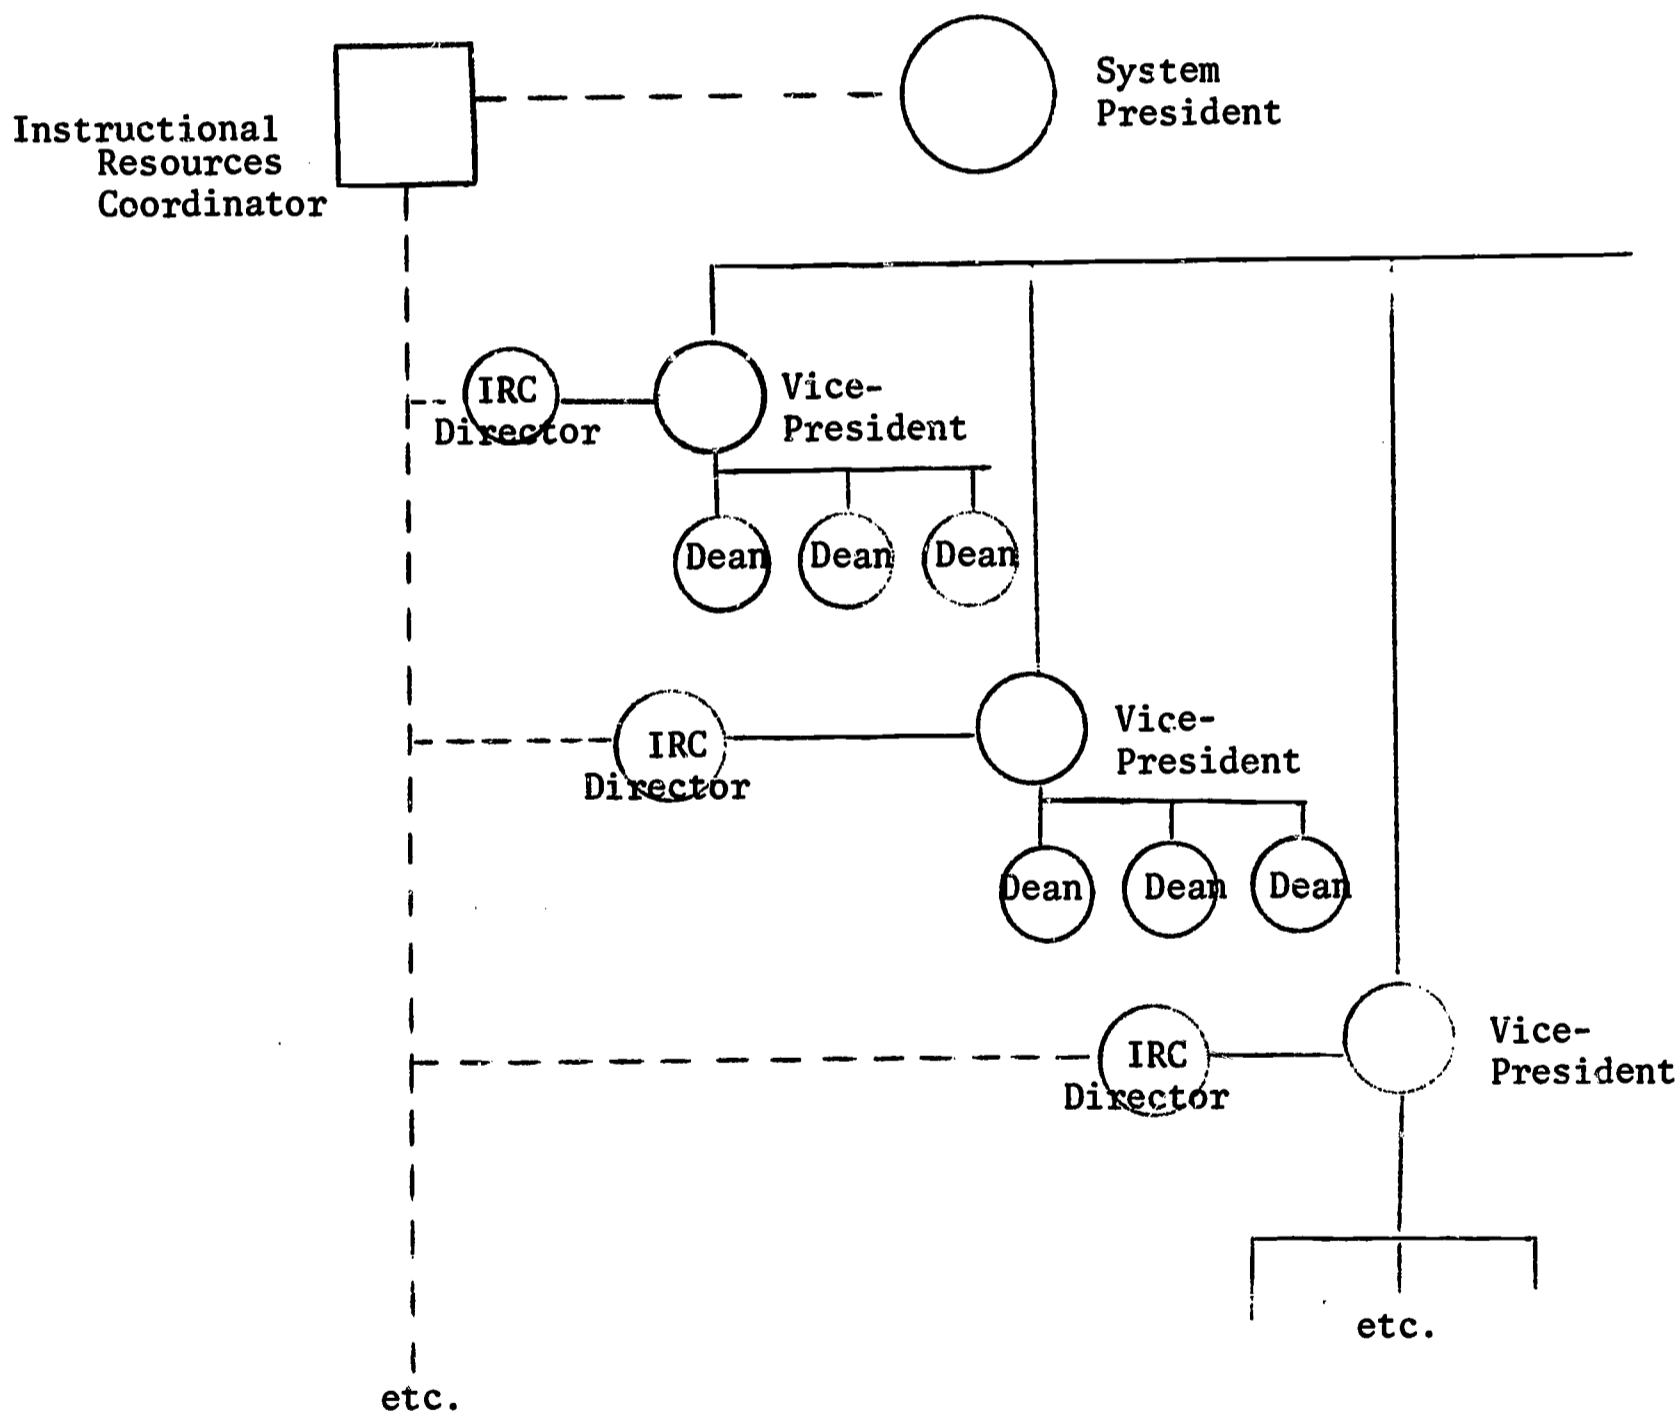 System
President
Instructional
Resources
Coordinator
IRC
Director
Vice-
President
Dean Dean Dean
IRC
Director
Vice-
President
Dean Dean Dean
IRC
Director
Vice-
President
etc.
etc.